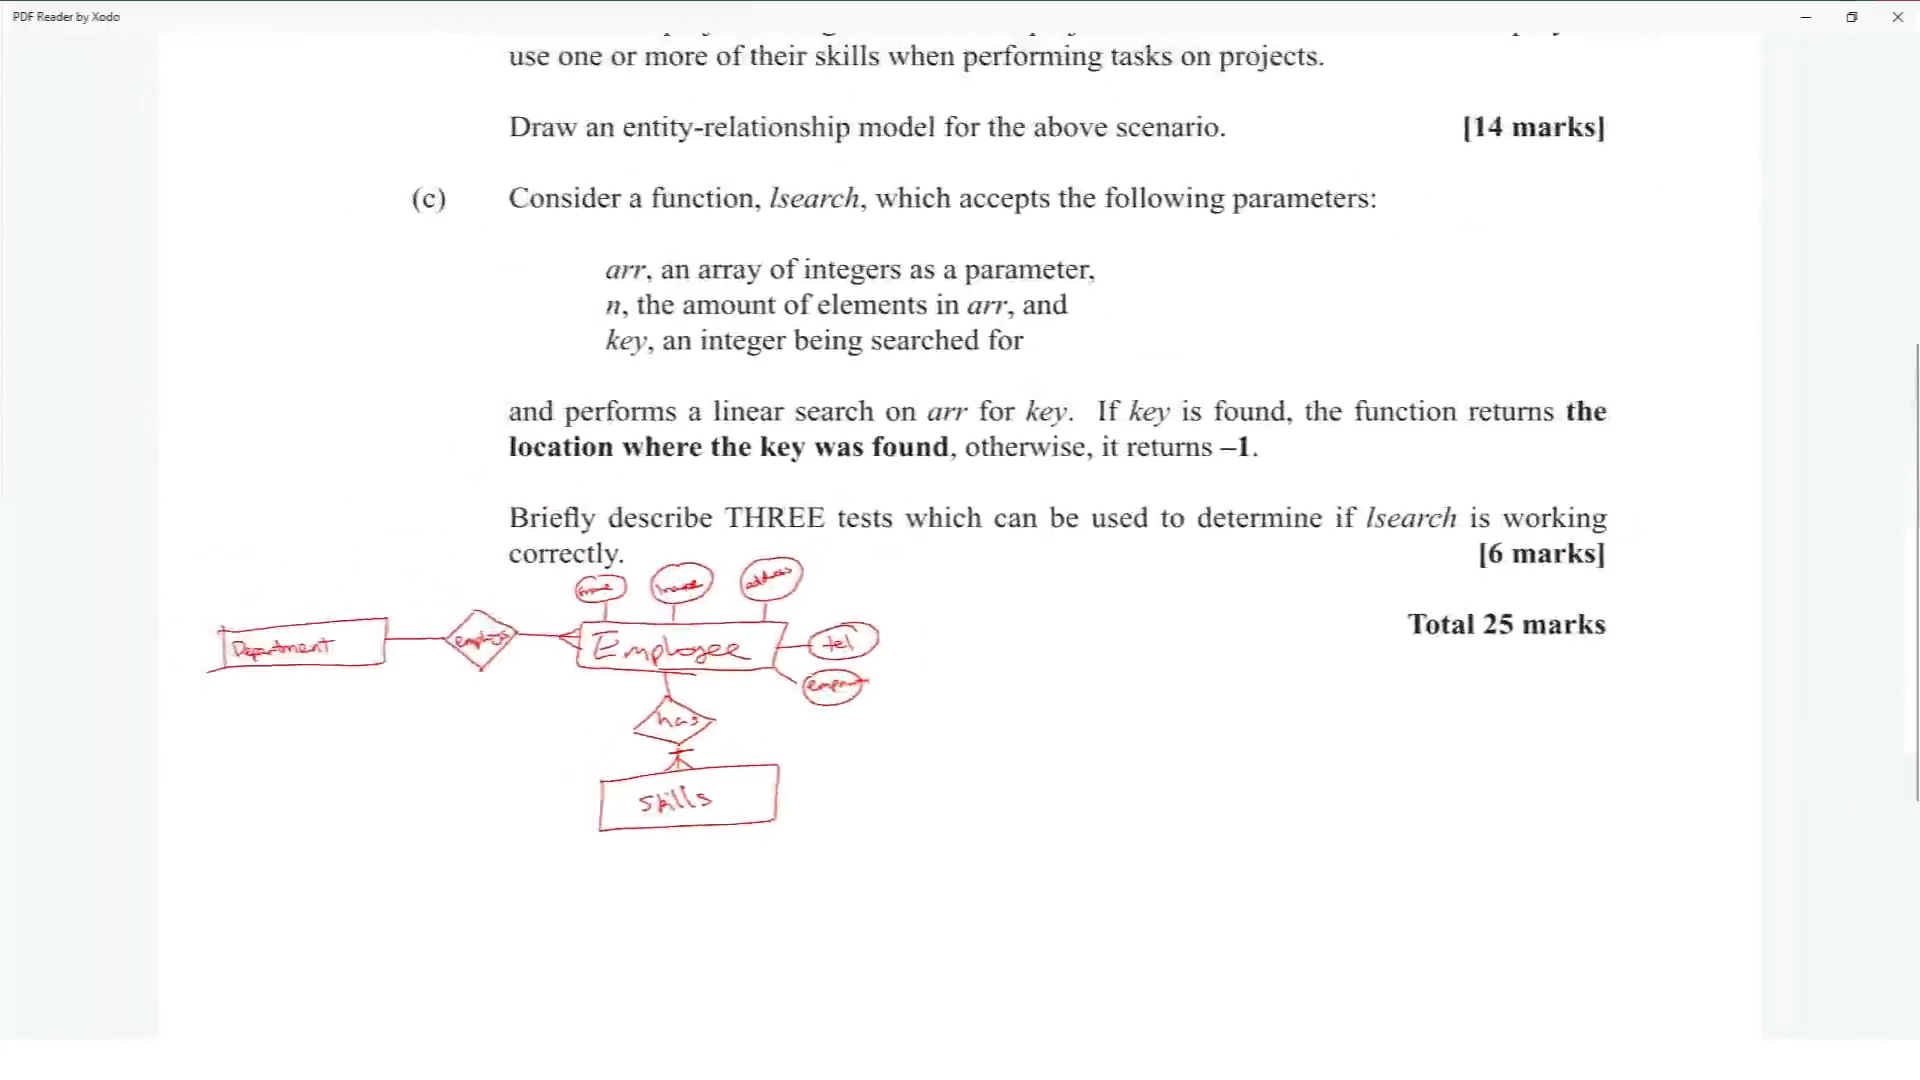 PDF Reader by Xodo
use one or more of their skills when performing tasks on projects.
Draw an entity-relationship model for the above scenario. [14 marks]
(c) Consider a function, lsearch, which accepts the following parameters:
arr, an array of integers as a parameter,
n, the amount of elements in arr, and
key, an integer being searched for
and performs a linear search on arr for key. If key is found, the function returns the
location where the key was found, otherwise, it returns –1.
Briefly describe THREE tests which can be used to determine if lsearch is working
correctly. [6 marks]
address
Total 25 marks
Department
Employee
tel
has
Skills